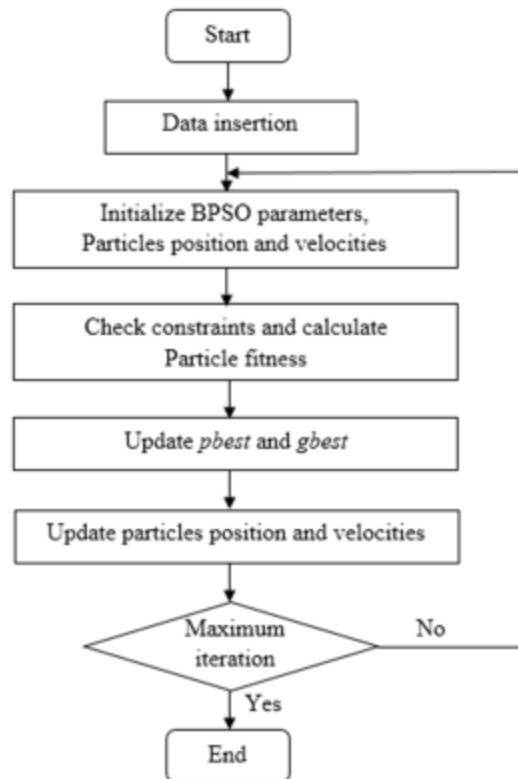 Start
Data insertion
Initialize BPSO parameters,
Particles position and velocities
Check constraints and calculate
Particle fitness
Update pbest and gbest
Update particles position and velocities
Maximum
iteration
No
Yes
End